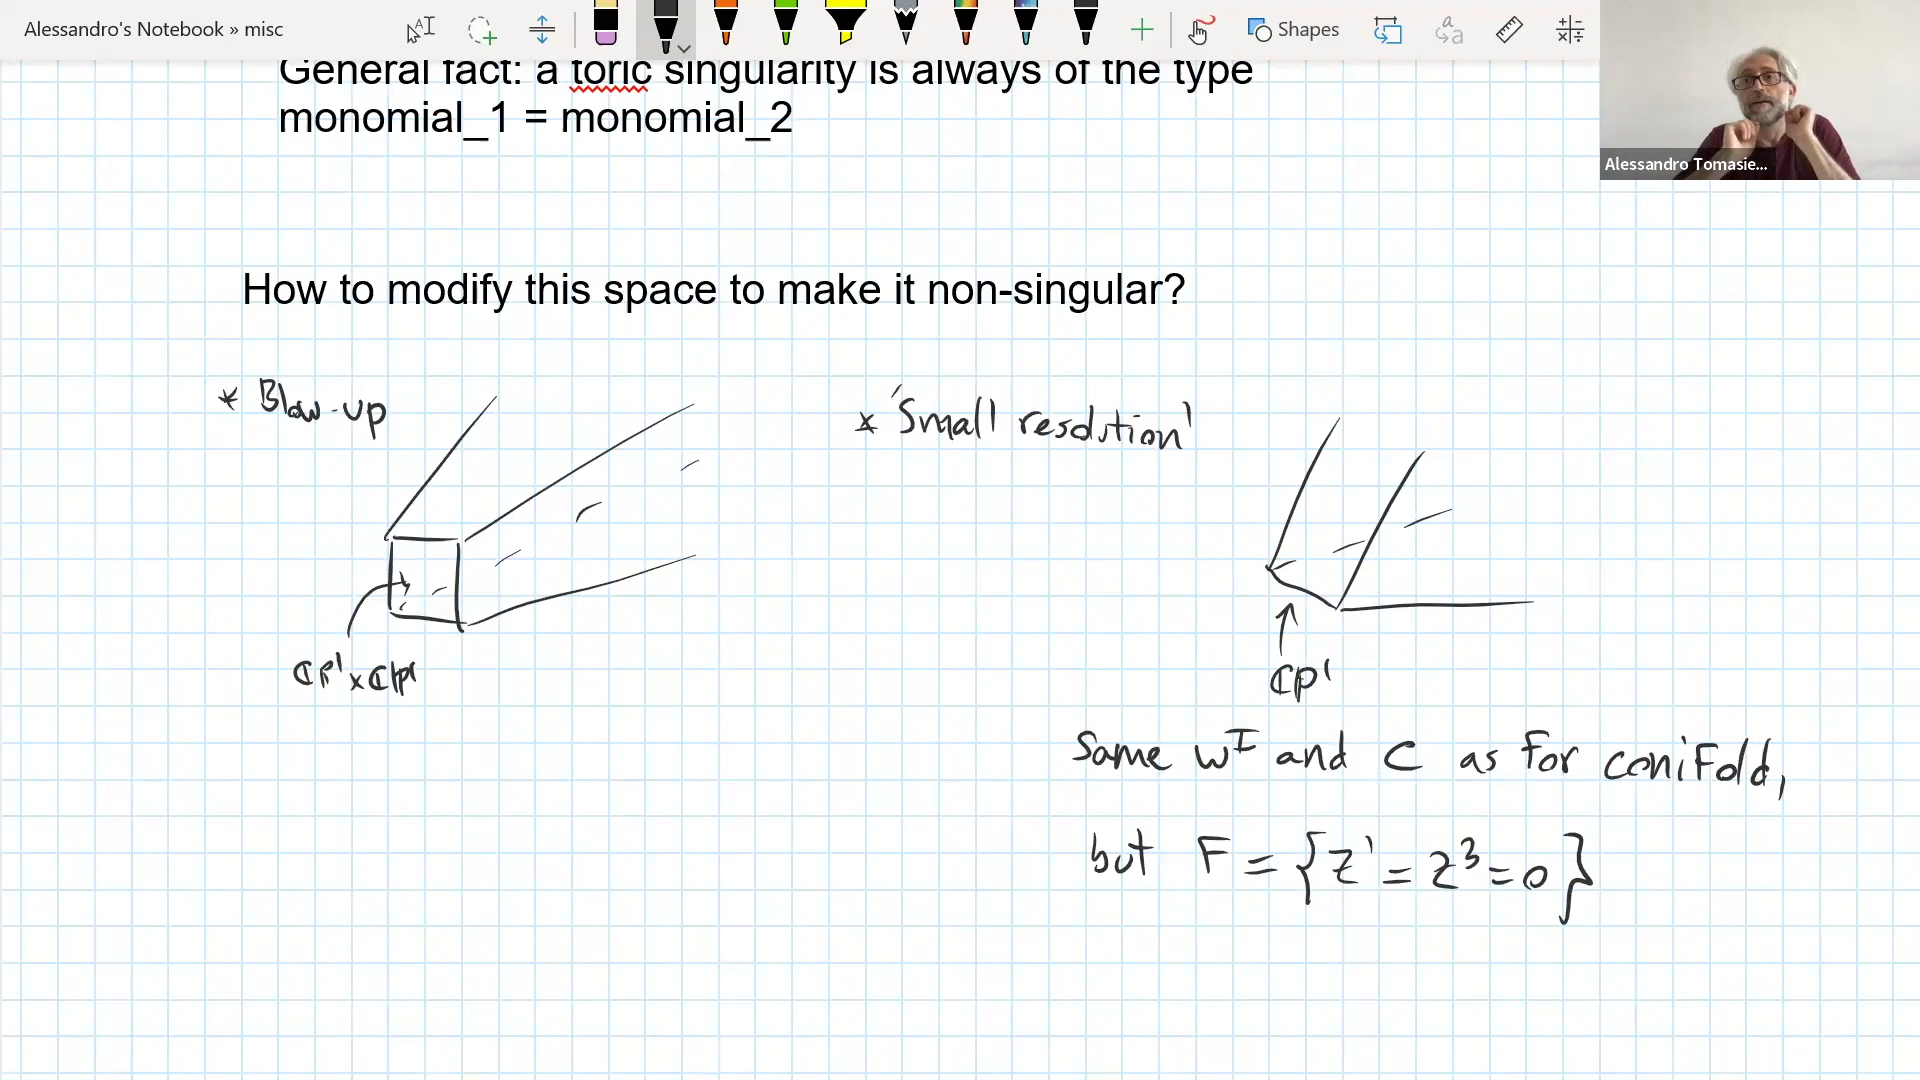 Alessandro's Notebook » misc
Shapes
Alessandro Tomasie...
General fact: a toric singularity is always of the type
monomial_1 = monomial_2
How to modify this space to make it non-singular?
* Blow-up
* 'Small resolution'
ℂP¹×ℂP¹
ℂP¹
Same wᴵ and C as for conifold,
but F = {z¹ = z³ = 0}